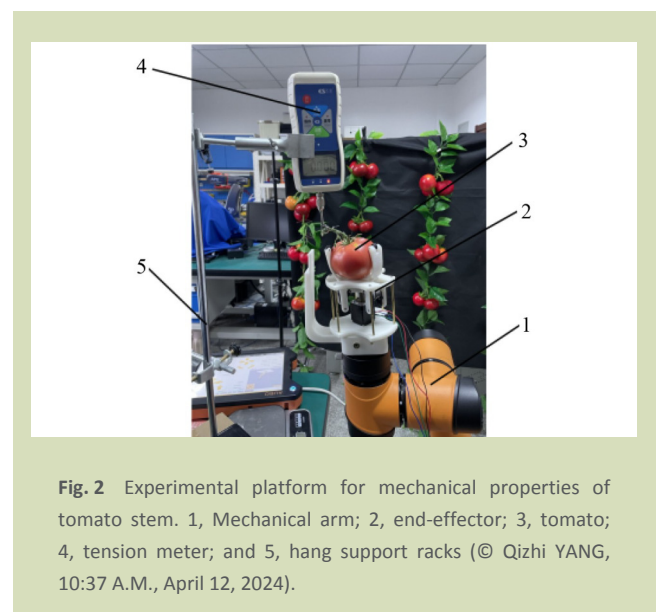 4
3
2
5
1
Fig. 2 Experimental platform for mechanical properties of
tomato stem. 1, Mechanical arm; 2, end-effector; 3, tomato;
4, tension meter; and 5, hang support racks (© Qizhi YANG,
10:37 A.M., April 12, 2024).